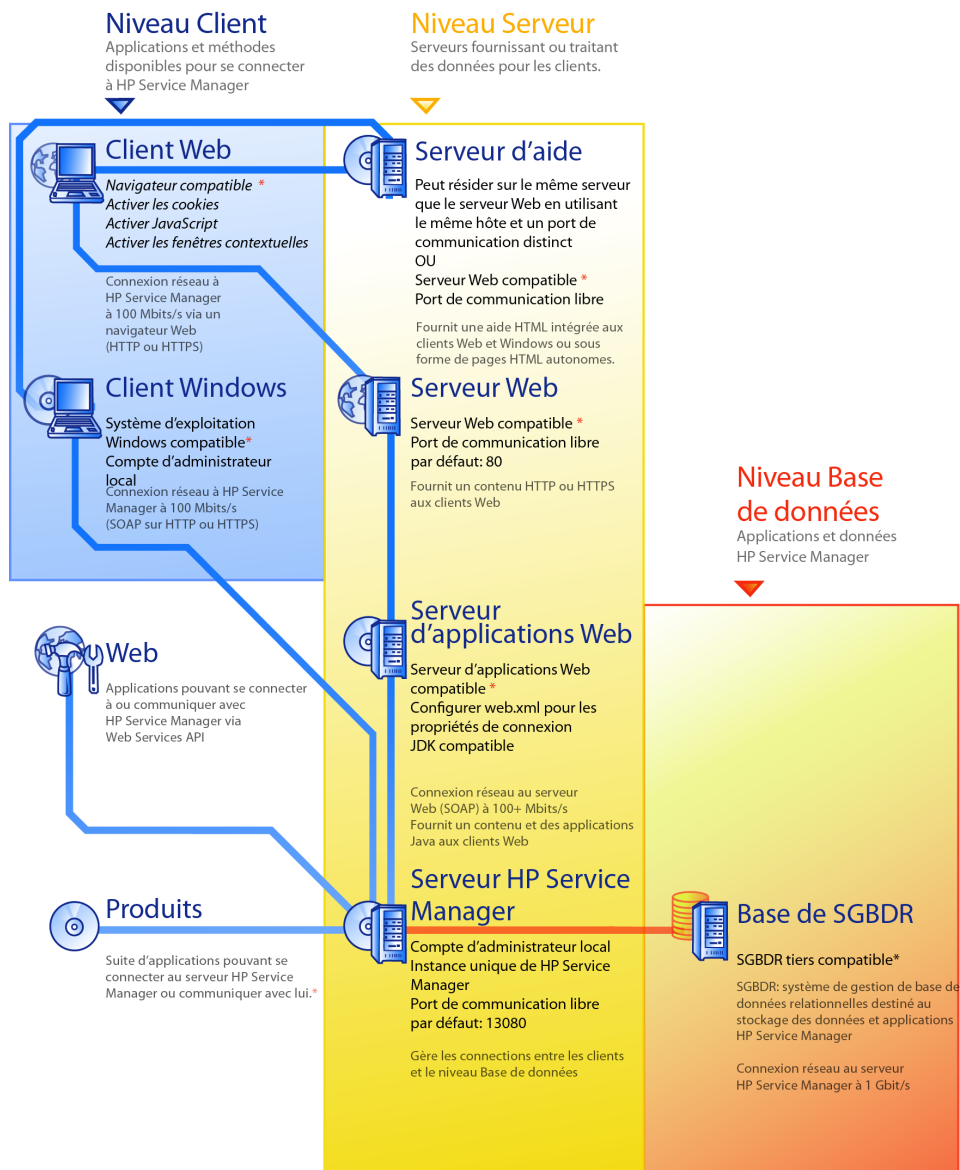 Niveau Client
Applications et méthodes
disponibles pour se connecter
à HP Service Manager
Niveau Serveur
Serveurs fournissant ou traitant
des données pour les clients.
Client Web
Navigateur compatible *
Activer les cookies
Activer JavaScript
Activer les fenêtres contextuelles
Connexion réseau à
HP Service Manager
à 100 Mbits/s via un
navigateur Web
(HTTP ou HTTPS)
Serveur d’aide
Peut résider sur le même serveur
que le serveur Web en utilisant
le même hôte et un port de
communication distinct
OU
Serveur Web compatible *
Port de communication libre
Fournit une aide HTML intégrée aux
clients Web et Windows ou sous
forme de pages HTML autonomes.
Client Windows
Système d’exploitation
Windows compatible*
Compte d’administrateur
local
Connexion réseau à HP Service
Manager à 100 Mbits/s
(SOAP sur HTTP ou HTTPS)
Serveur Web
Serveur Web compatible *
Port de communication libre
par défaut: 80
Fournit un contenu HTTP ou HTTPS
aux clients Web
Niveau Base
de données
Applications et données
HP Service Manager
Web
Applications pouvant se connecter
à ou communiquer avec
HP Service Manager via
Web Services API
Serveur
d’applications Web
Serveur d’applications Web
compatible *
Configurer web.xml pour les
propriétés de connexion
JDK compatible
Connexion réseau au serveur
Web (SOAP) à 100+ Mbits/s
Fournit un contenu et des applications
Java aux clients Web
Produits
Suite d’applications pouvant se
connecter au serveur HP Service
Manager ou communiquer avec lui.*
Serveur HP Service
Manager
Compte d’administrateur local
Instance unique de HP Service
Manager
Port de communication libre
par défaut: 13080
Gère les connections entre les clients
et le niveau Base de données
Base de SGBDR
SGBDR tiers compatible*
SGBDR: système de gestion de base de
données relationnelles destiné au
stockage des données et applications
HP Service Manager
Connexion réseau au serveur
HP Service Manager à 1 Gbit/s